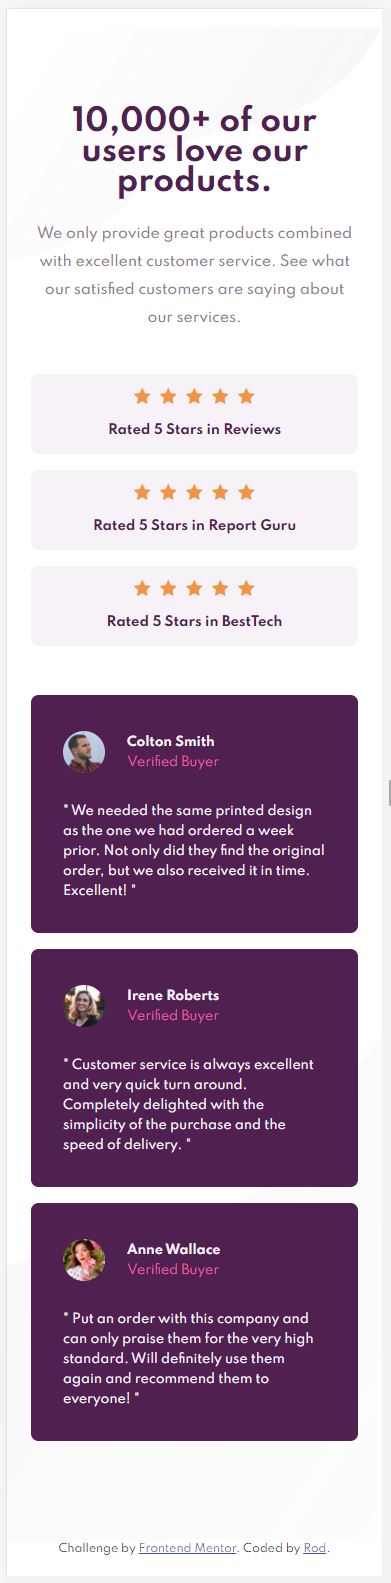 10,000+ of our
users love our
products.
We only provide great products combined
with excellent customer service. See what
our satisfied customers are saying about
our services.
Rated 5 Stars in Reviews
Rated 5 Stars in Report Guru
Rated 5 Stars in BestTech
Colton Smith
Verified Buyer
" We needed the same printed design
as the one we had ordered a week
prior. Not only did they find the original
order, but we also received it in time.
Excellent! "
Irene Roberts
Verified Buyer
" Customer service is always excellent
and very quick turn around.
Completely delighted with the
simplicity of the purchase and the
speed of delivery. "
Anne Wallace
Verified Buyer
" Put an order with this company and
can only praise them for the very high
standard. Will definitely use them
again and recommend them to
everyone! "
Challenge by Frontend Mentor. Coded by Rod.